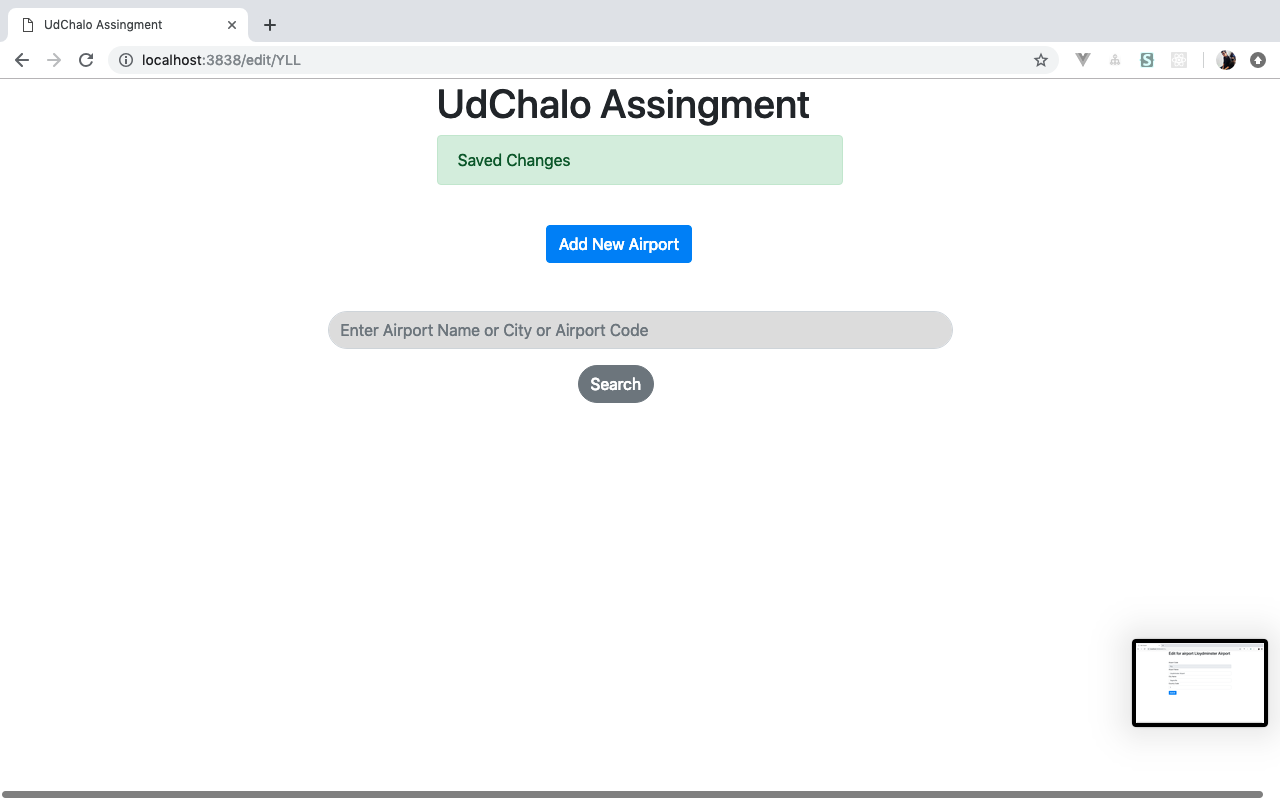 UdChalo Assingment
localhost:3838/edit/YLL
UdChalo Assingment
Saved Changes
Add New Airport
Enter Airport Name or City or Airport Code
Search
Edit for airport Lloydminster Airport